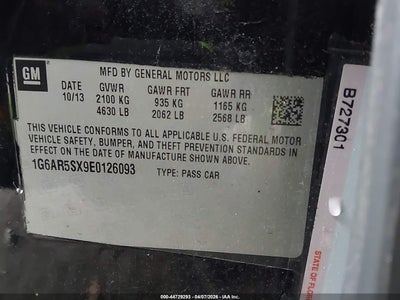 GM
MFD BY GENERAL MOTORS LLC
DATE GVWR GAWR FRT GAWR RR
10/13 2100 KG 935 KG 1165 KG
4630 LB 2062 LB 2568 LB
THIS VEHICLE CONFORMS TO ALL APPLICABLE U.S. FEDERAL MOTOR
VEHICLE SAFETY, BUMPER, AND THEFT PREVENTION STANDARDS IN
EFFECT ON THE DATE OF MANUFACTURE SHOWN ABOVE.
1G6AR5SX9E0126093 TYPE: PASS CAR
B727301
STATE OF
000-44729293 - 04/07/2026 - IAA Inc.